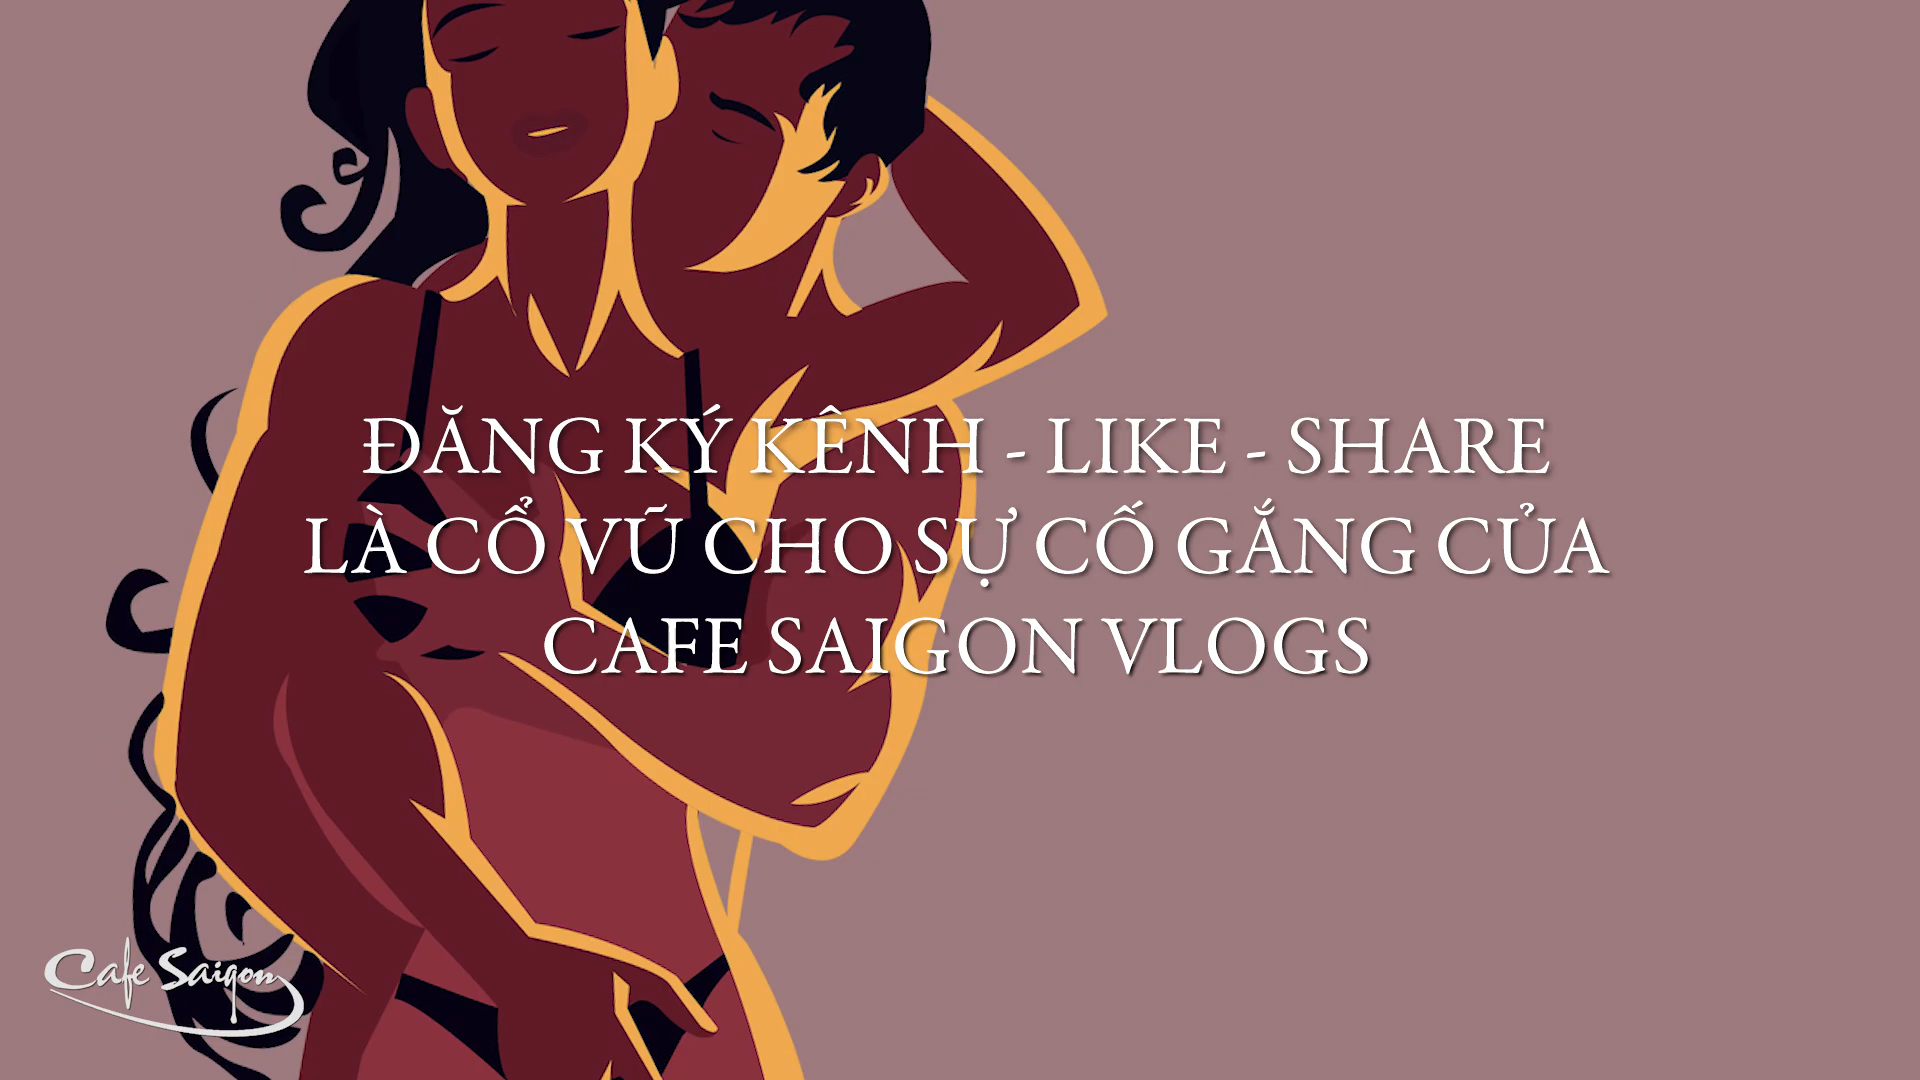 ĐĂNG KÝ KÊNH - LIKE - SHARE
LÀ CỔ VŨ CHO SỰ CỐ GẮNG CỦA
CAFE SAIGON VLOGS
Cafe Saigon